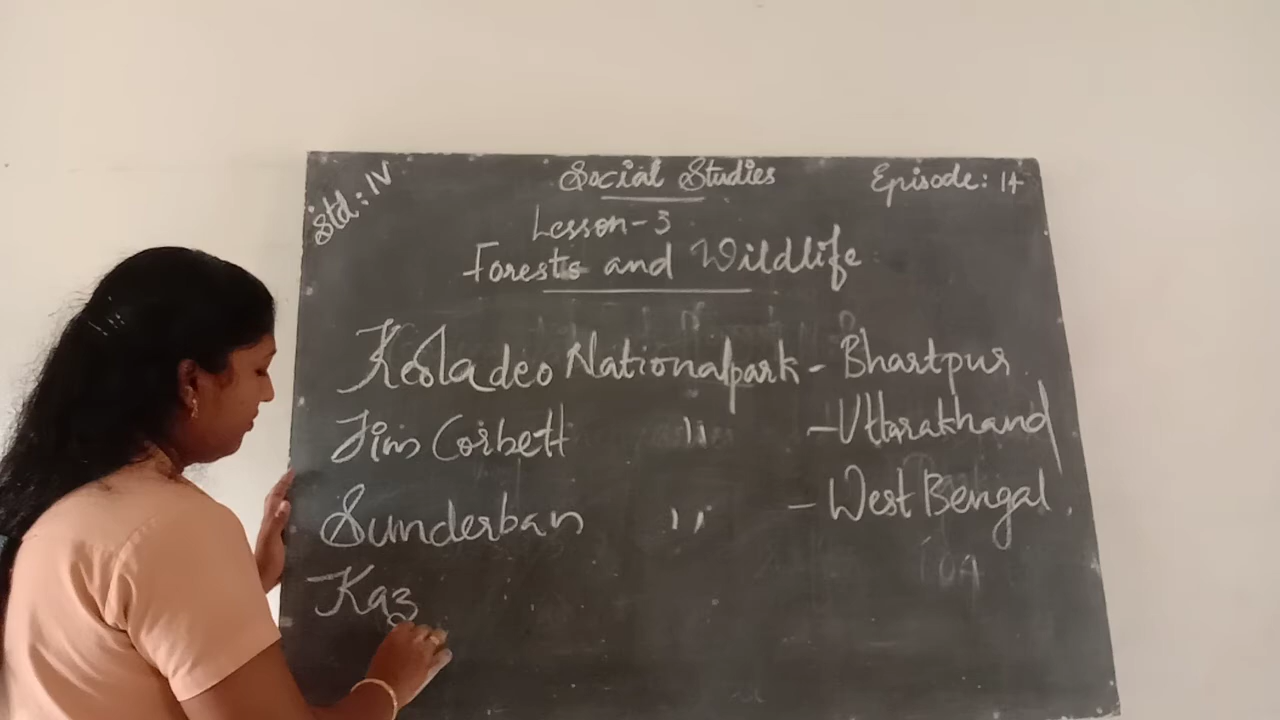 Std: IV
Social Studies
Episode: 14
Lesson-3
Forests and Wildlife
Keoladeo Nationalpark - Bharatpur
Jim Corbett " - Uttarakhand
Sunderban " - West Bengal.
Kaz